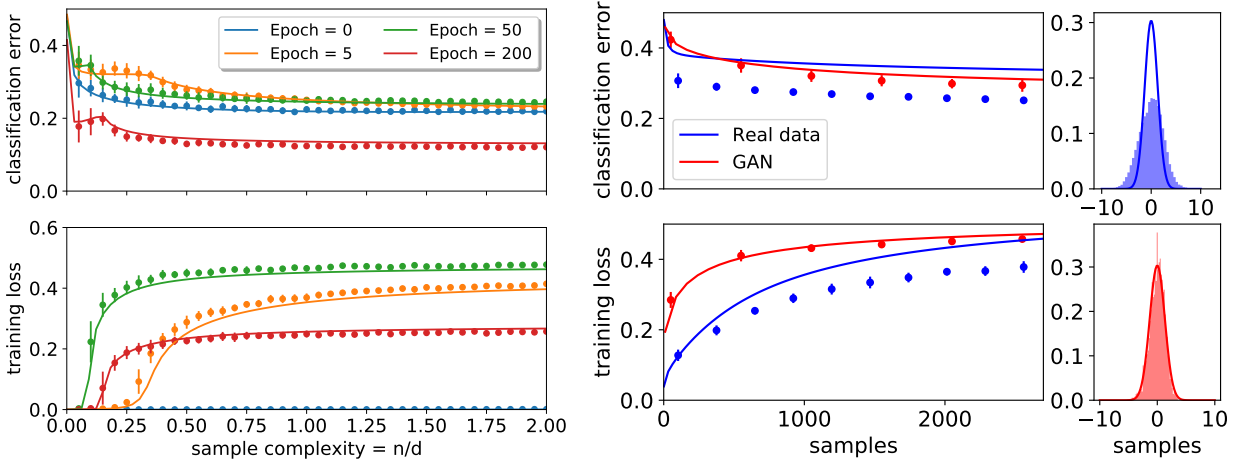 classification error
0.4
0.2
0.0
Epoch = 0
Epoch = 5
Epoch = 50
Epoch = 200
training loss
0.6
0.4
0.2
0.0
0.00 0.25 0.50 0.75 1.00 1.25 1.50 1.75 2.00
sample complexity = n/d
classification error
0.4
0.2
0.0
Real data
GAN
training loss
0.4
0.2
0.0
0 1000 2000
samples
0.3
0.2
0.1
0.0
−10 0 10
0.3
0.2
0.1
0.0
−10 0 10
samples